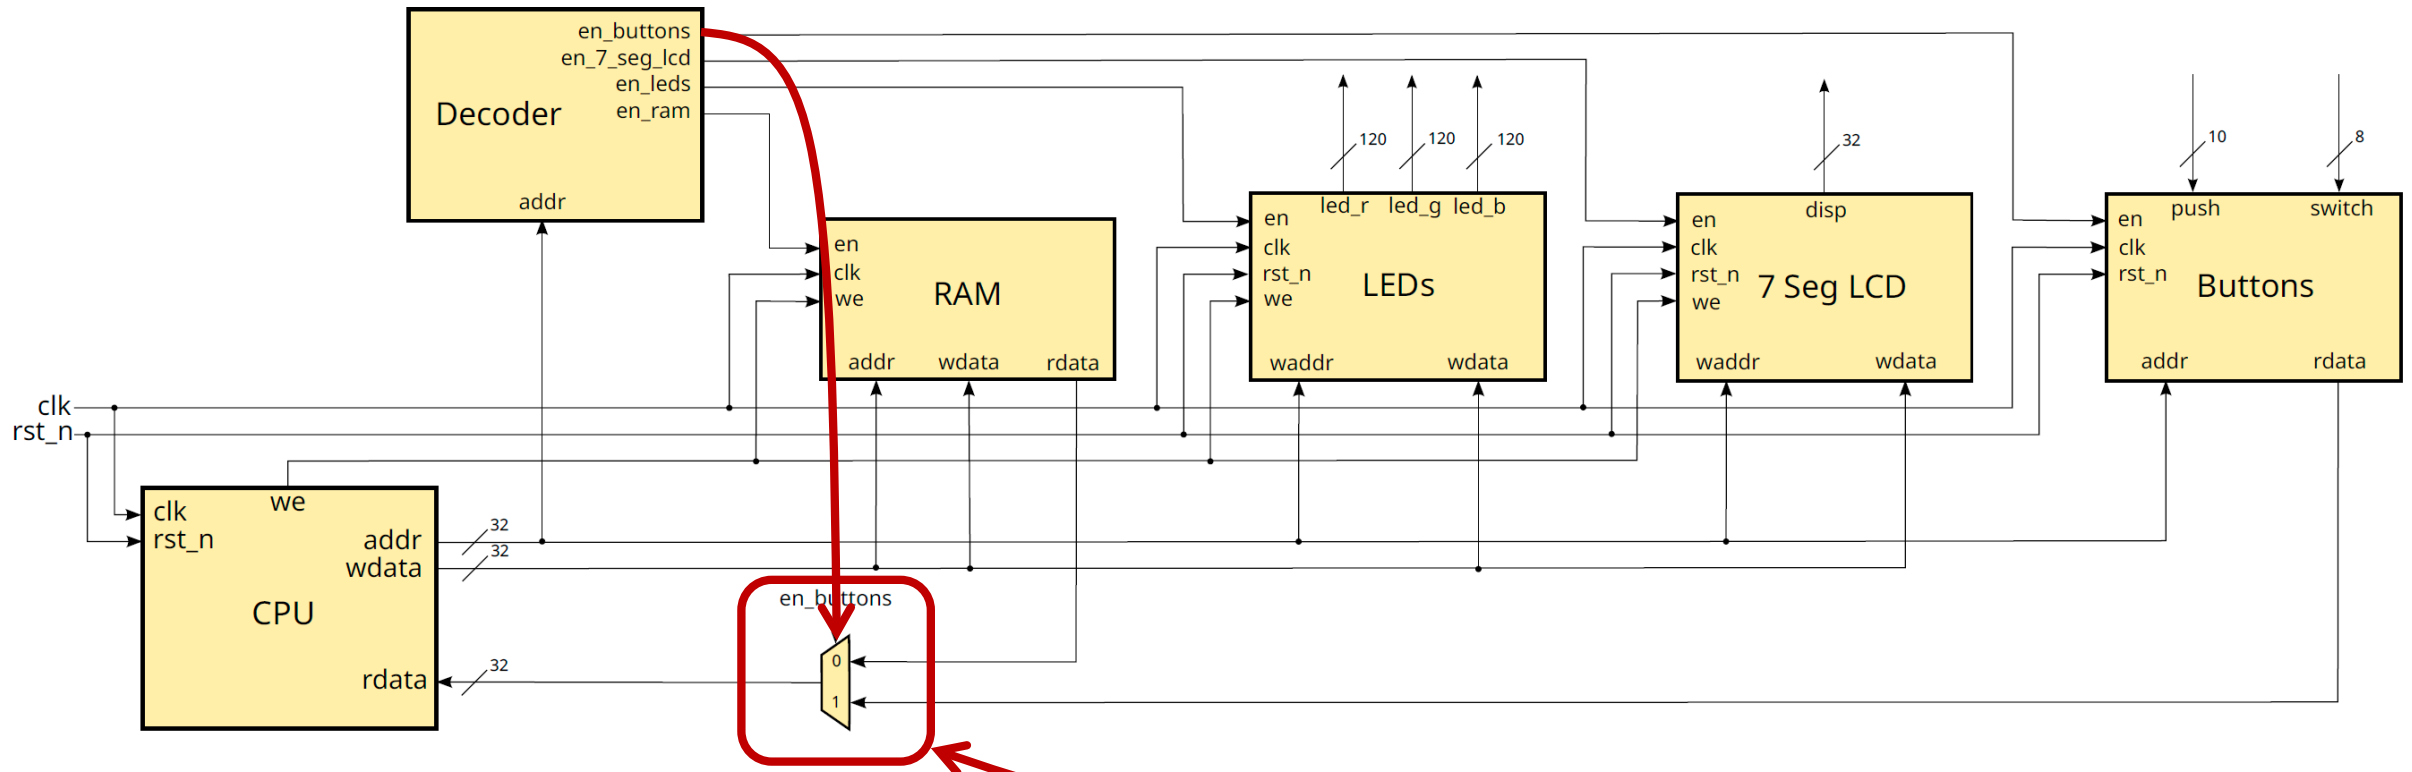 en_buttons
en_7_seg_lcd
en_leds
en_ram
Decoder
addr
120
120
120
32
10
8
en
clk
we
RAM
addr
wdata
rdata
led_r
led_g
led_b
en
clk
rst_n
we
LEDs
waddr
wdata
disp
en
clk
rst_n
we
7 Seg LCD
waddr
wdata
push
switch
en
clk
rst_n
Buttons
addr
rdata
clk
rst_n
we
clk
rst_n
addr
32
wdata
32
CPU
rdata
32
en_buttons
0
1